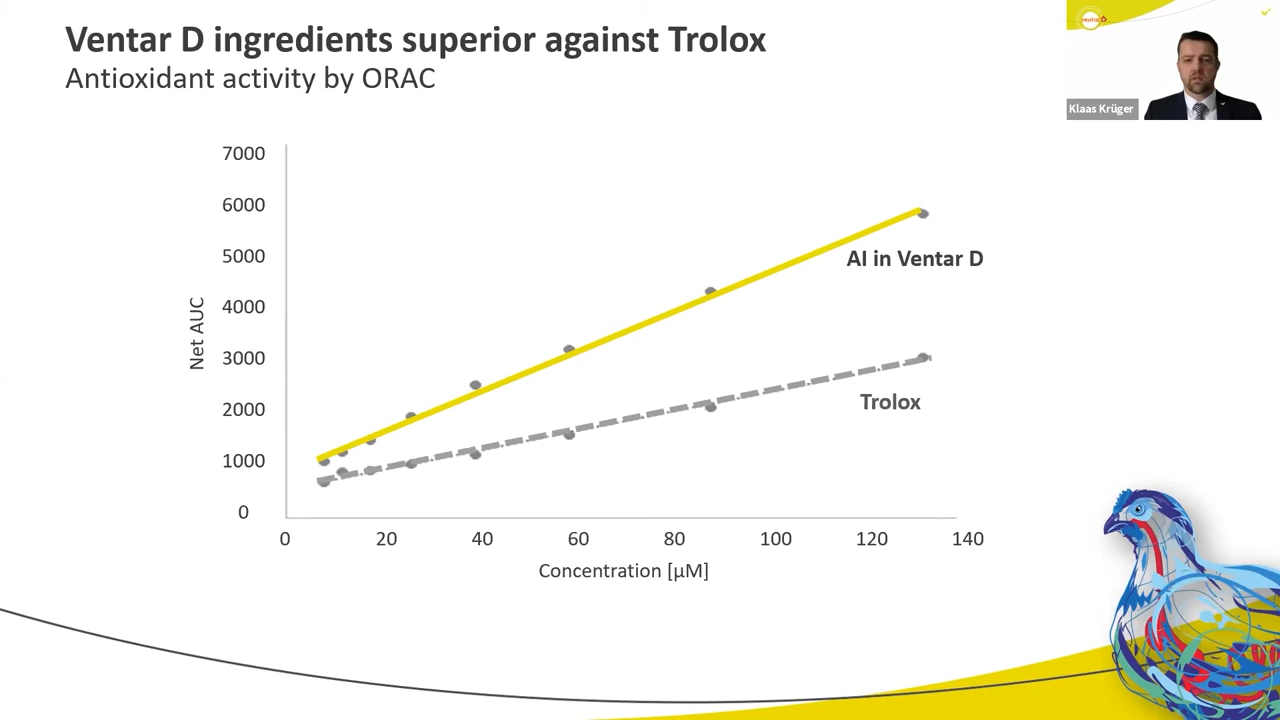 Ventar D ingredients superior against Trolox
Antioxidant activity by ORAC
Klaas Krüger
7000
6000
5000
4000
3000
2000
1000
0
Net AUC
AI in Ventar D
Trolox
0 20 40 60 80 100 120 140
Concentration [µM]